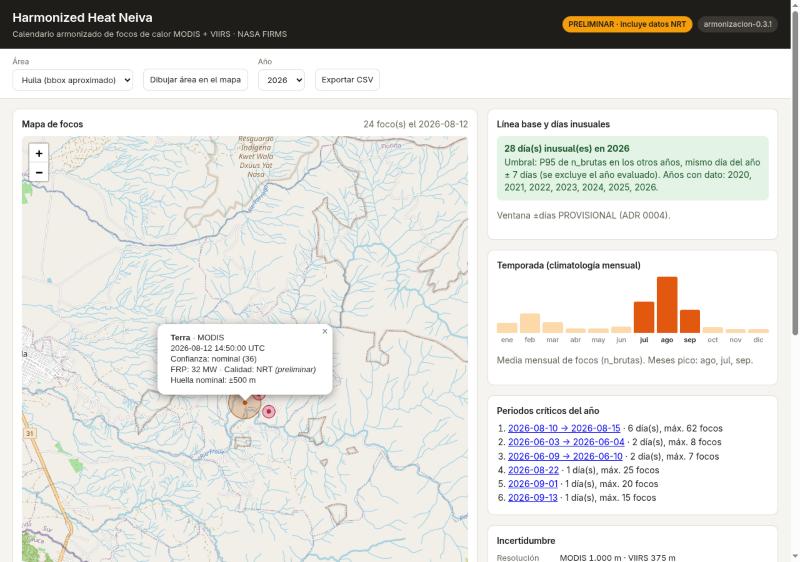 Harmonized Heat Neiva
Calendario armonizado de focos de calor MODIS + VIIRS · NASA FIRMS
PRELIMINAR · incluye datos NRT
armonizacion-0.3.1
Área
Huila (bbox aproximado)
Dibujar área en el mapa
Año
2026
Exportar CSV
Mapa de focos
24 foco(s) el 2026-08-12
+
−
Resguardo
Indígena
Kwet Wala
Dxuus Yat
Nasa
Terra · MODIS
2026-08-12 14:50:00 UTC
Confianza: nominal (36)
FRP: 32 MW · Calidad: NRT (preliminar)
Huella nominal: ±500 m
×
la
31
Línea base y días inusuales
28 día(s) inusual(es) en 2026
Umbral: P95 de n_brutas en los otros años, mismo día del año
± 7 días (se excluye el año evaluado). Años con dato: 2020,
2021, 2022, 2023, 2024, 2025, 2026.
Ventana ±días PROVISIONAL (ADR 0004).
Temporada (climatología mensual)
ene feb mar abr may jun jul ago sep oct nov dic
Media mensual de focos (n_brutas). Meses pico: ago, jul, sep.
Periodos críticos del año
1. 2026-08-10 → 2026-08-15 · 6 día(s), máx. 62 focos
2. 2026-06-03 → 2026-06-04 · 2 día(s), máx. 8 focos
3. 2026-06-09 → 2026-06-10 · 2 día(s), máx. 7 focos
4. 2026-08-22 · 1 día(s), máx. 25 focos
5. 2026-09-01 · 1 día(s), máx. 20 focos
6. 2026-09-13 · 1 día(s), máx. 15 focos
Incertidumbre
Resolución MODIS 1.000 m · VIIRS 375 m